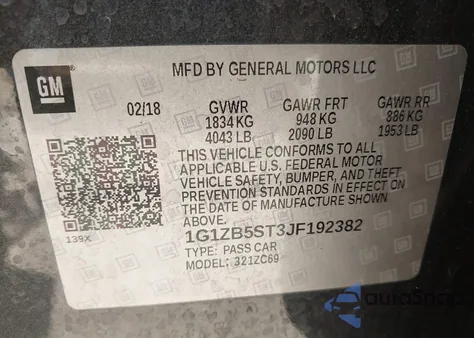 GM
MFD BY GENERAL MOTORS LLC
02/18 GVWR GAWR FRT GAWR RR
1834 KG 948 KG 886 KG
4043 LB 2090 LB 1953 LB
THIS VEHICLE CONFORMS TO ALL
APPLICABLE U.S. FEDERAL MOTOR
VEHICLE SAFETY, BUMPER, AND THEFT
PREVENTION STANDARDS IN EFFECT ON
THE DATE OF MANUFACTURE SHOWN
ABOVE.
139X
1G1ZB5ST3JF192382
TYPE: PASS CAR
MODEL: 321ZC69
AuraSnap